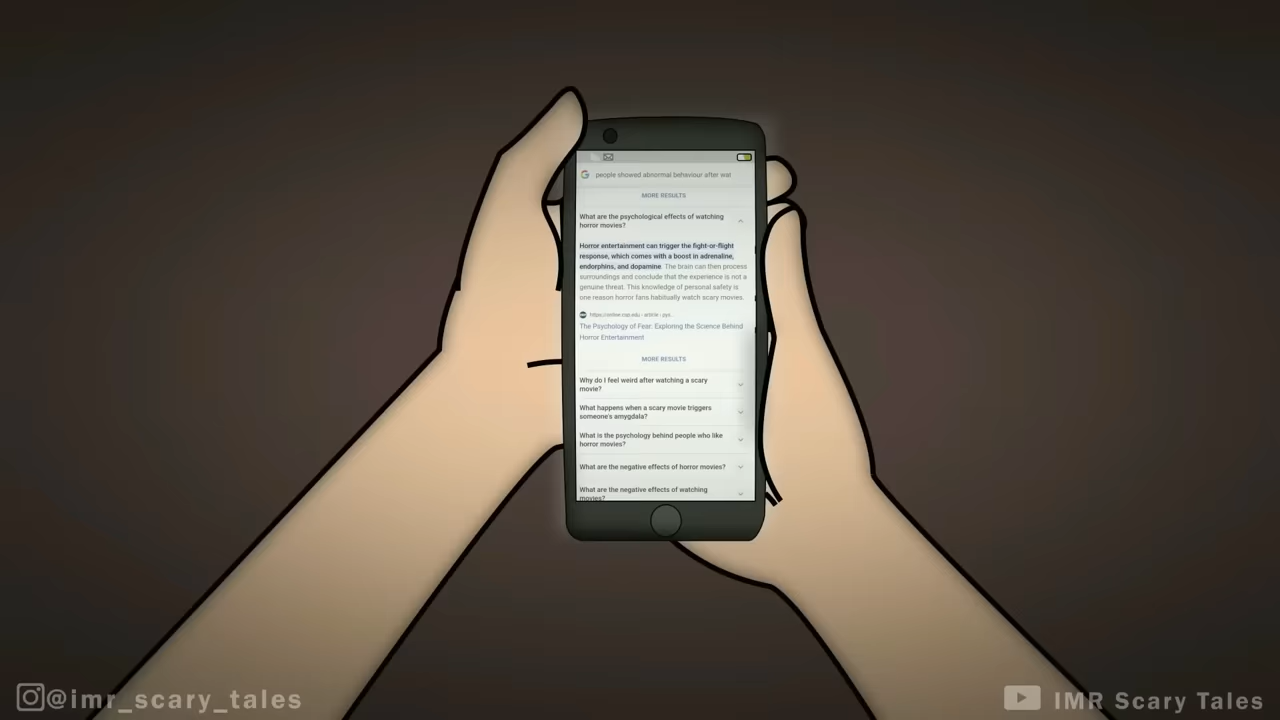 people showed abnormal behaviour after wat
MORE RESULTS
What are the psychological effects of watching
horror movies?
Horror entertainment can trigger the fight-or-flight
response, which comes with a boost in adrenaline,
endorphins, and dopamine. The brain can then process
surroundings and conclude that the experience is not a
genuine threat. This knowledge of personal safety is
one reason horror fans habitually watch scary movies.
https://online.csp.edu › article › psy...
The Psychology of Fear: Exploring the Science Behind
Horror Entertainment
MORE RESULTS
Why do I feel weird after watching a scary
movie?
What happens when a scary movie triggers
someone's amygdala?
What is the psychology behind people who like
horror movies?
What are the negative effects of horror movies?
What are the negative effects of watching
movies?
@imr_scary_tales
IMR Scary Tales